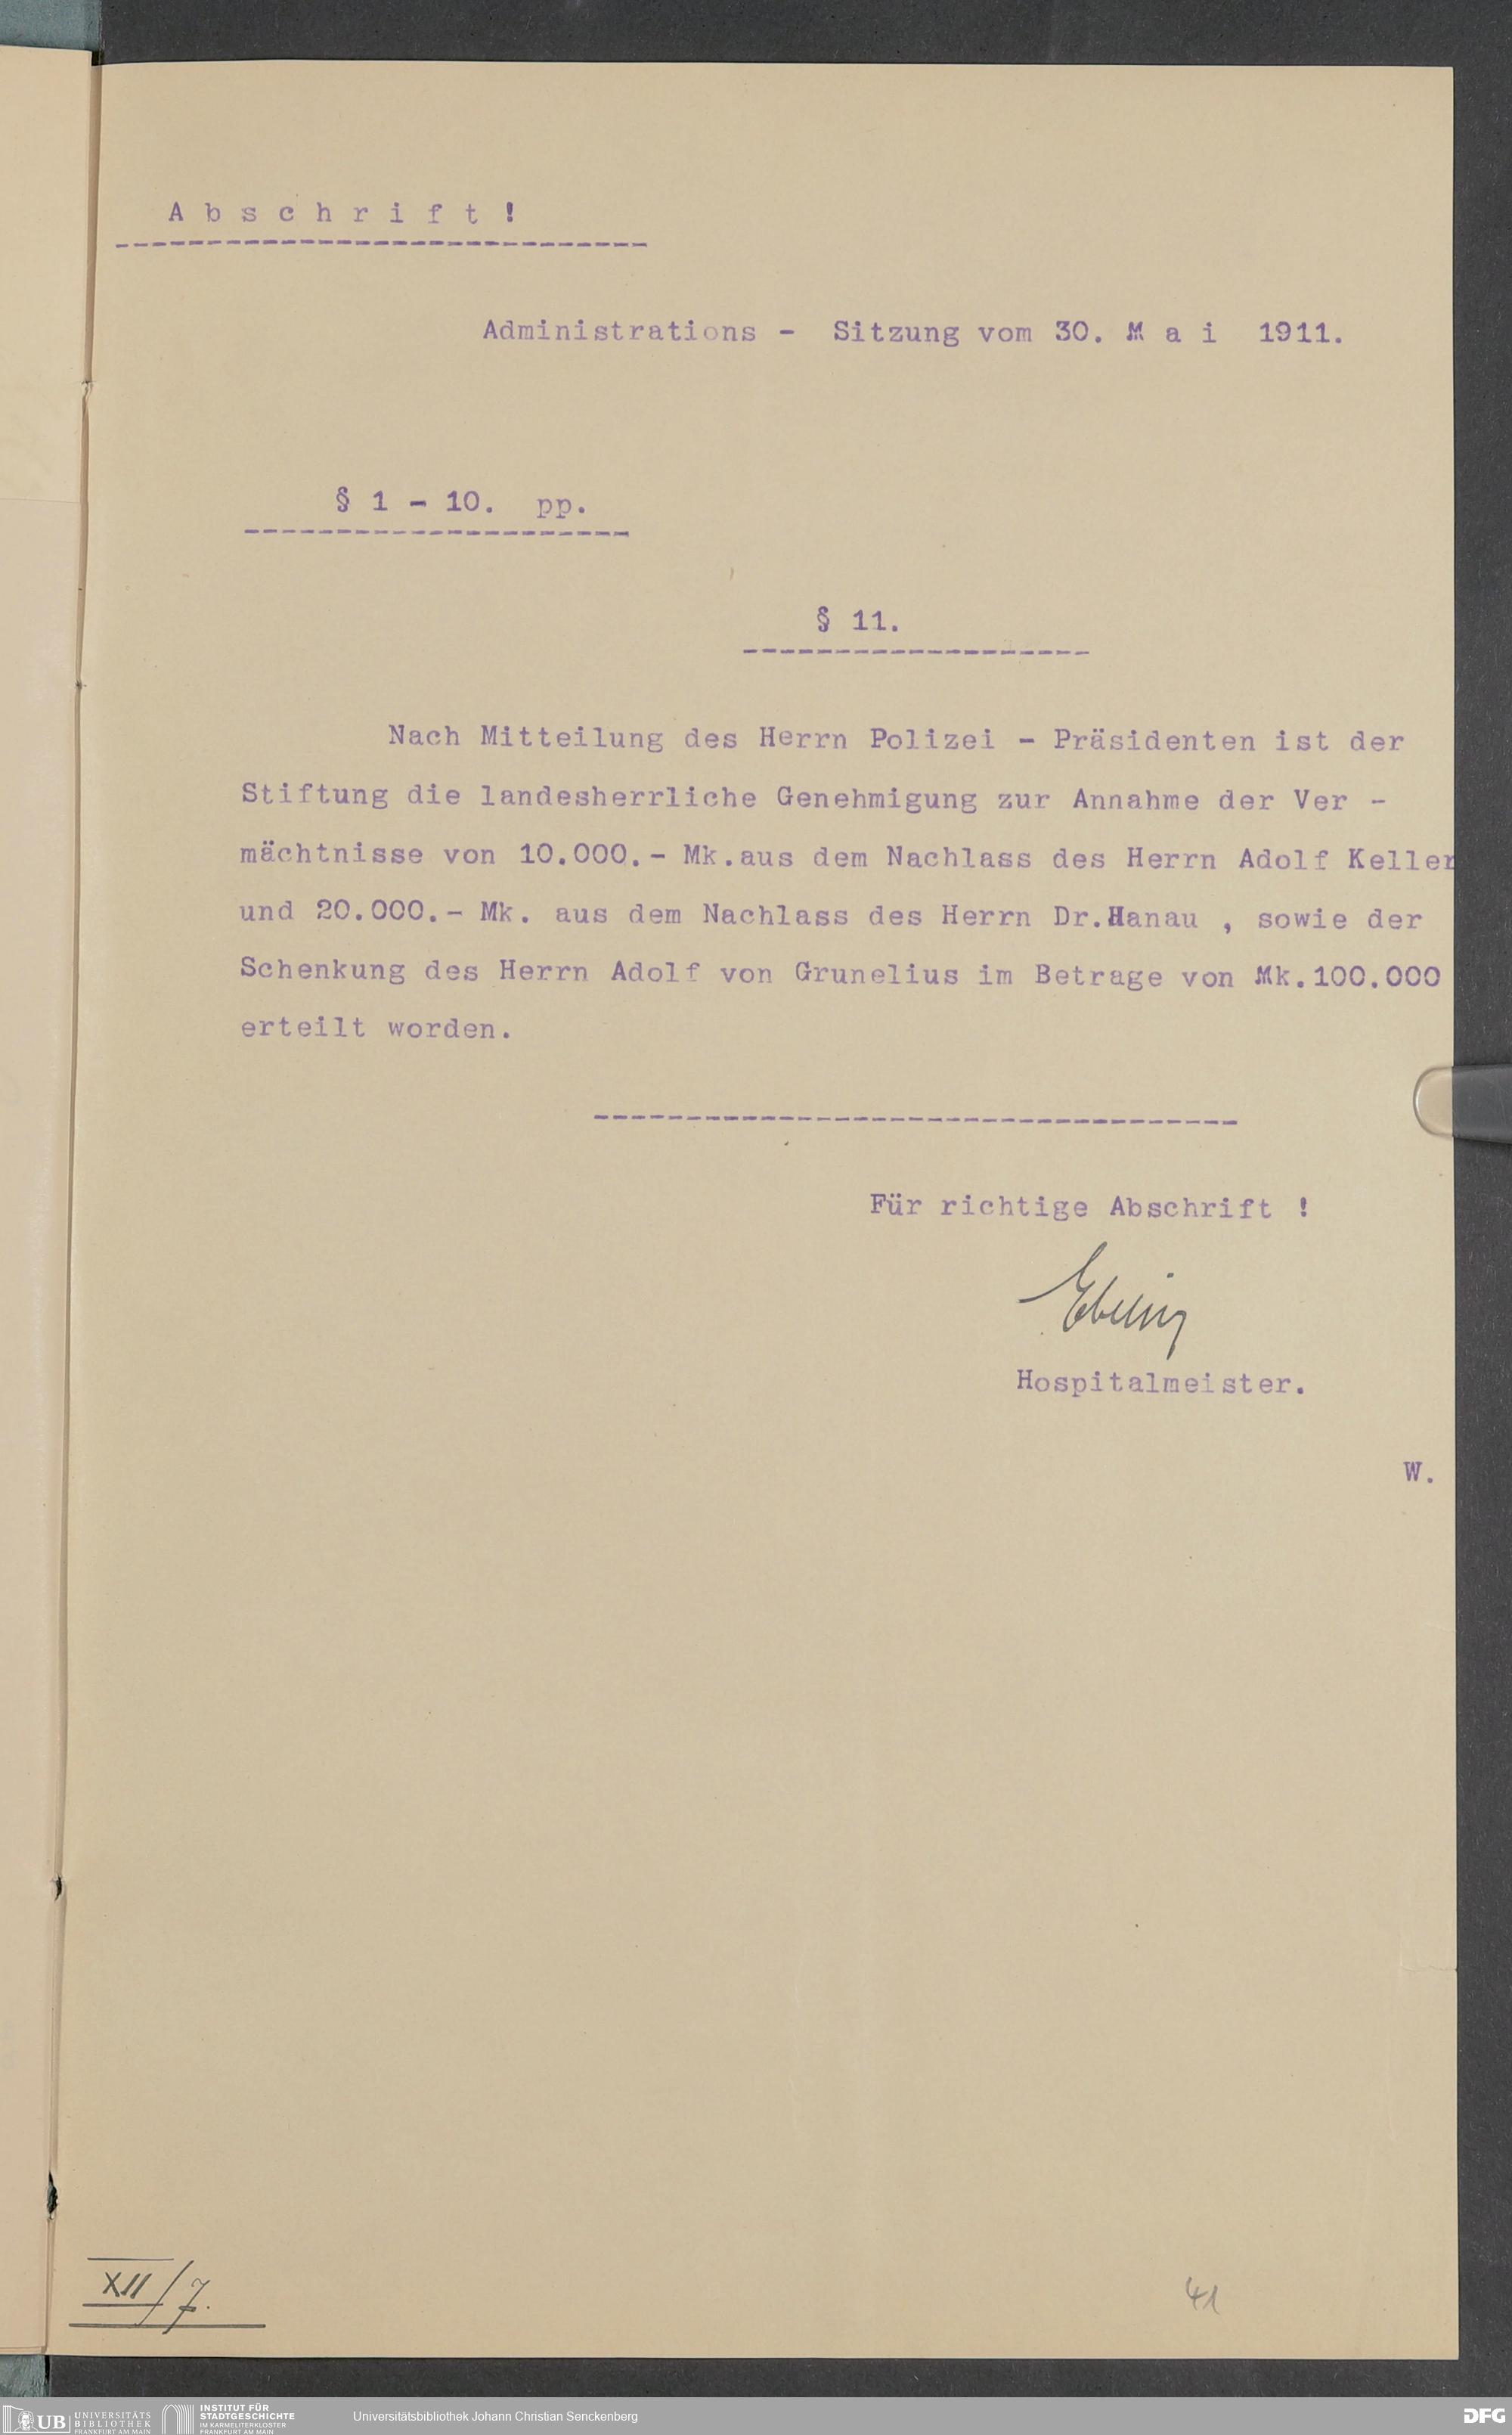 A b s c h r i f t !
Administrations - Sitzung vom 30. M a i 1911.
§ 1 - 10. pp.
§ 11.
Nach Mitteilung des Herrn Polizei - Präsidenten ist der
Stiftung die landesherrliche Genehmigung zur Annahme der Ver -
mächtnisse von 10.000.- Mk.aus dem Nachlass des Herrn Adolf Keller
und 20.000.- Mk. aus dem Nachlass des Herrn Dr.Hanau , sowie der
Schenkung des Herrn Adolf von Grunelius im Betrage von Mk.100.000
erteilt worden.
Für richtige Abschrift !
Hospitalmeister.
W.
XII/7.
41
UB UNIVERSITÄTS BIBLIOTHEK FRANKFURT AM MAIN
INSTITUT FÜR STADTGESCHICHTE IM KARMELITERKLOSTER FRANKFURT AM MAIN
Universitätsbibliothek Johann Christian Senckenberg
DFG